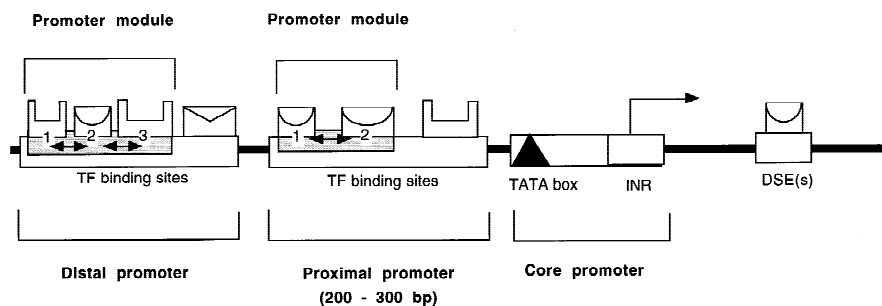 Promoter module
Promoter module
1 2 3
1 2
TF binding sites
TF binding sites
TATA box
INR
DSE(s)
Distal promoter
Proximal promoter
(200 - 300 bp)
Core promoter